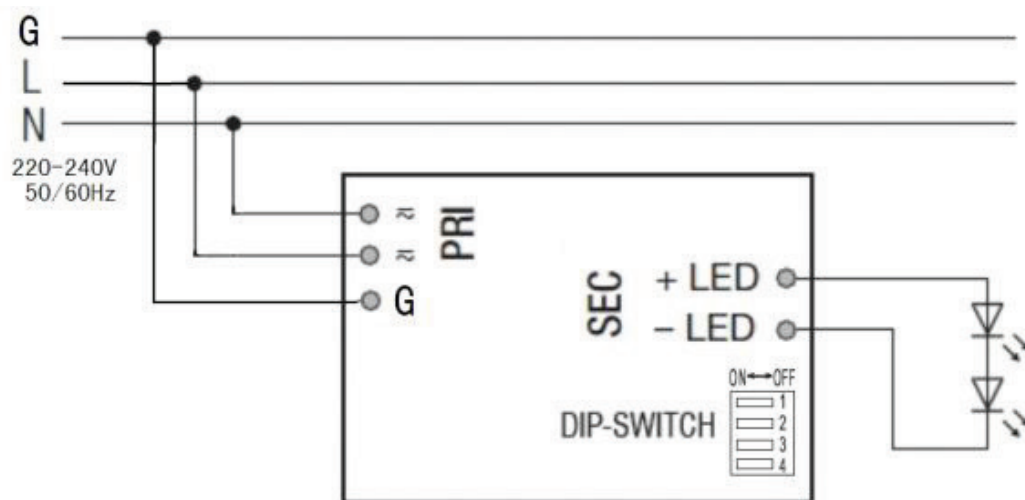 G
L
N
220-240V
50/60Hz
≂ PRI
≂
G
SEC
+ LED
- LED
ON↔OFF
DIP-SWITCH
1
2
3
4